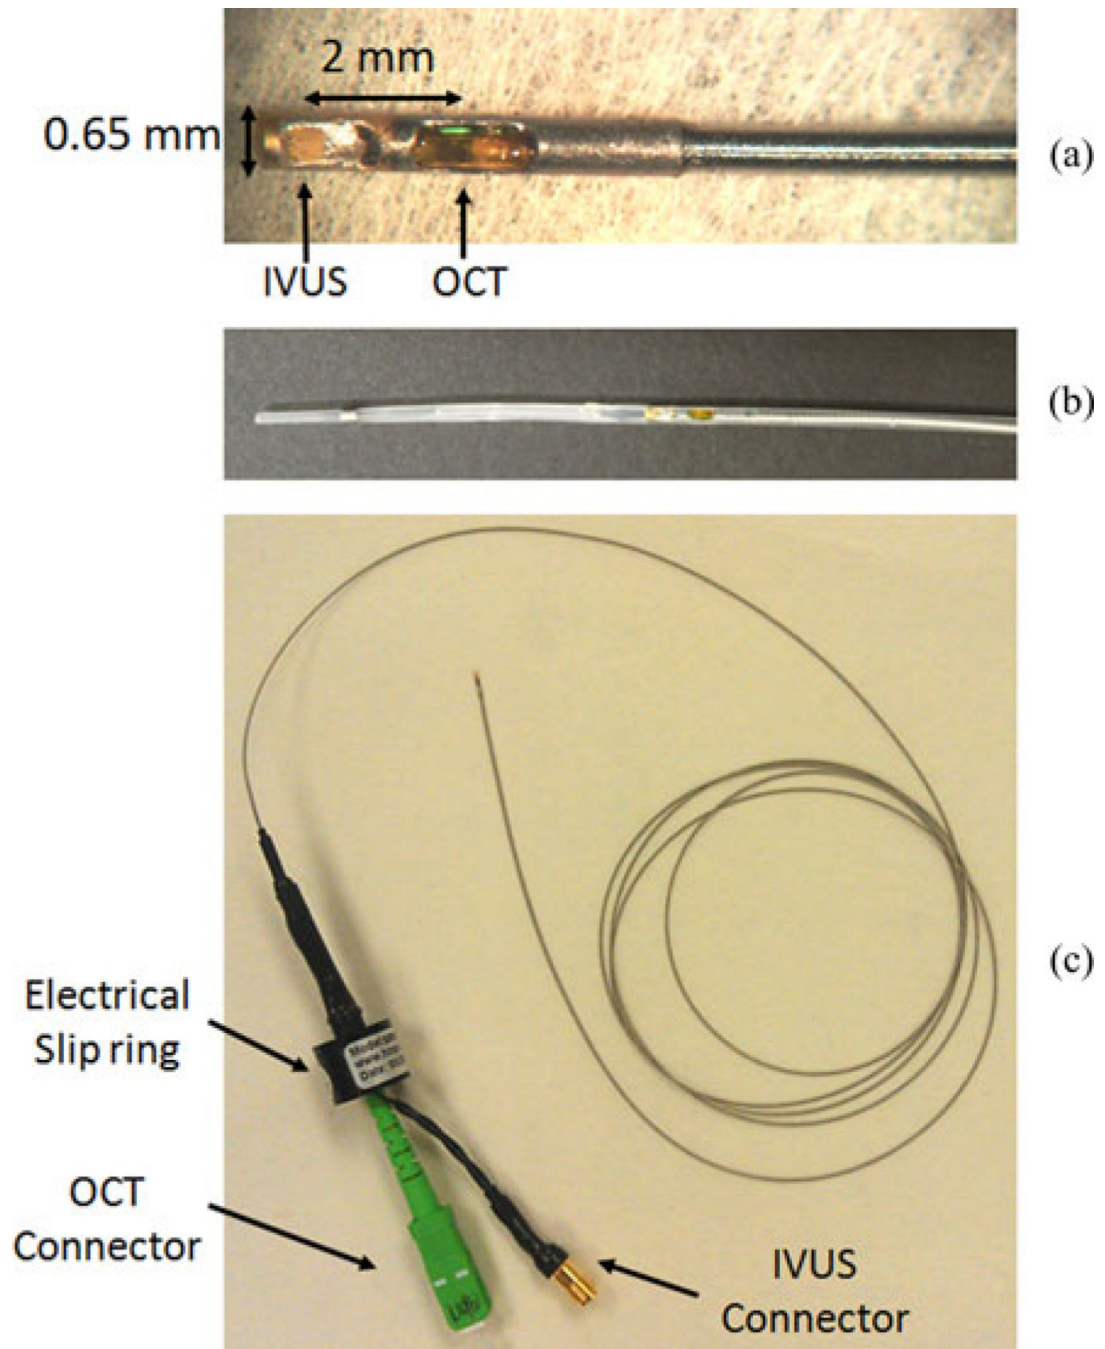 2 mm
0.65 mm
(a)
IVUS
OCT
(b)
Electrical
Slip ring
(c)
OCT
Connector
IVUS
Connector